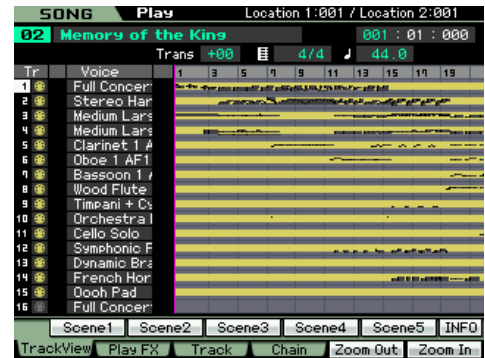 SONG Play Location 1:001 / Location 2:001
02 Memory of the King 001 : 01 : 000
Trans +00 4/4 44.0
Tr Voice 1 3 5 7 9 11 13 15 17 19
1 Full Concer
2 Stereo Har
3 Medium Lars
4 Medium Lars
5 Clarinet 1 A
6 Oboe 1 AF1
7 Bassoon 1
8 Wood Flute
9 Timpani + Cy
10 Orchestra
11 Cello Solo
12 Symphonic F
13 Dynamic Bra
14 French Hor
15 Oooh Pad
16 Full Concer
Scene1 Scene2 Scene3 Scene4 Scene5 INFO
TrackView Play FX Track Chain Zoom Out Zoom In